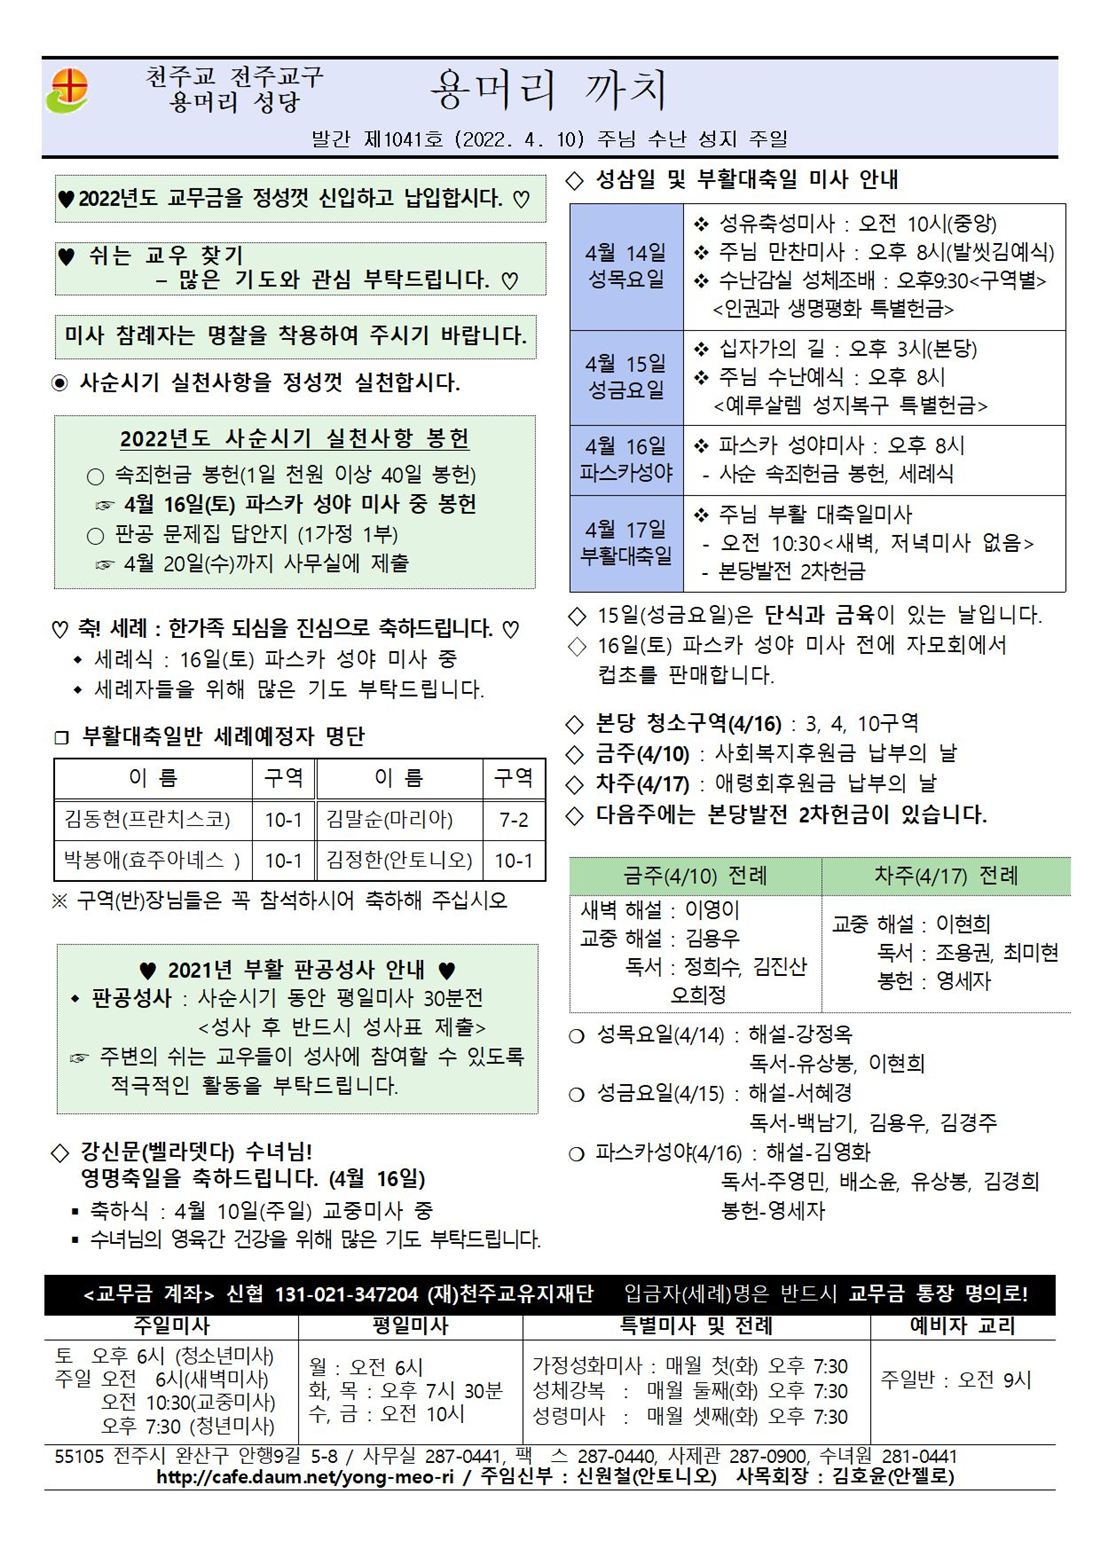 천주교 전주교구
용머리 성당
용머리 까치
발간 제1041호 (2022. 4. 10) 주님 수난 성지 주일
♥2022년도 교무금을 정성껏 신입하고 납입합시다. ♡
♥ 쉬는 교우 찾기
– 많은 기도와 관심 부탁드립니다. ♡
미사 참례자는 명찰을 착용하여 주시기 바랍니다.
◉ 사순시기 실천사항을 정성껏 실천합시다.
2022년도 사순시기 실천사항 봉헌
○ 속죄헌금 봉헌(1일 천원 이상 40일 봉헌)
☞ 4월 16일(토) 파스카 성야 미사 중 봉헌
○ 판공 문제집 답안지 (1가정 1부)
☞ 4월 20일(수)까지 사무실에 제출
♡ 축! 세례 : 한가족 되심을 진심으로 축하드립니다. ♡
◆ 세례식 : 16일(토) 파스카 성야 미사 중
◆ 세례자들을 위해 많은 기도 부탁드립니다.
❒ 부활대축일반 세례예정자 명단
이 름 구역 이 름 구역
김동현(프란치스코) 10-1 김말순(마리아) 7-2
박봉애(효주아녜스 ) 10-1 김정한(안토니오) 10-1
※ 구역(반)장님들은 꼭 참석하시어 축하해 주십시오
♥ 2021년 부활 판공성사 안내 ♥
◆ 판공성사 : 사순시기 동안 평일미사 30분전
<성사 후 반드시 성사표 제출>
☞ 주변의 쉬는 교우들이 성사에 참여할 수 있도록
적극적인 활동을 부탁드립니다.
◇ 강신문(벨라뎃다) 수녀님!
영명축일을 축하드립니다. (4월 16일)
▪ 축하식 : 4월 10일(주일) 교중미사 중
▪ 수녀님의 영육간 건강을 위해 많은 기도 부탁드립니다.
◇ 성삼일 및 부활대축일 미사 안내
4월 14일
성목요일
❖ 성유축성미사 : 오전 10시(중앙)
❖ 주님 만찬미사 : 오후 8시(발씻김예식)
❖ 수난감실 성체조배 : 오후9:30<구역별>
<인권과 생명평화 특별헌금>
4월 15일
성금요일
❖ 십자가의 길 : 오후 3시(본당)
❖ 주님 수난예식 : 오후 8시
<예루살렘 성지복구 특별헌금>
4월 16일
파스카성야
❖ 파스카 성야미사 : 오후 8시
- 사순 속죄헌금 봉헌, 세례식
4월 17일
부활대축일
❖ 주님 부활 대축일미사
- 오전 10:30<새벽, 저녁미사 없음>
- 본당발전 2차헌금
◇ 15일(성금요일)은 단식과 금육이 있는 날입니다.
◇ 16일(토) 파스카 성야 미사 전에 자모회에서
컵초를 판매합니다.
◇ 본당 청소구역(4/16) : 3, 4, 10구역
◇ 금주(4/10) : 사회복지후원금 납부의 날
◇ 차주(4/17) : 애령회후원금 납부의 날
◇ 다음주에는 본당발전 2차헌금이 있습니다.
금주(4/10) 전례 차주(4/17) 전례
새벽 해설 : 이영이
교중 해설 : 김용우
독서 : 정희수, 김진산
오희정
교중 해설 : 이현희
독서 : 조용권, 최미현
봉헌 : 영세자
❍ 성목요일(4/14) : 해설-강정옥
독서-유상봉, 이현희
❍ 성금요일(4/15) : 해설-서혜경
독서-백남기, 김용우, 김경주
❍ 파스카성야(4/16) : 해설-김영화
독서-주영민, 배소윤, 유상봉, 김경희
봉헌-영세자
<교무금 계좌> 신협 131-021-347204 (재)천주교유지재단 입금자(세례)명은 반드시 교무금 통장 명의로!
주일미사 평일미사 특별미사 및 전례 예비자 교리
토 오후 6시 (청소년미사)
주일 오전 6시(새벽미사)
오전 10:30(교중미사)
오후 7:30 (청년미사)
월 : 오전 6시
화, 목 : 오후 7시 30분
수, 금 : 오전 10시
가정성화미사 : 매월 첫(화) 오후 7:30
성체강복 : 매월 둘째(화) 오후 7:30
성령미사 : 매월 셋째(화) 오후 7:30
주일반 : 오전 9시
55105 전주시 완산구 안행9길 5-8 / 사무실 287-0441, 팩 스 287-0440, 사제관 287-0900, 수녀원 281-0441
http://cafe.daum.net/yong-meo-ri / 주임신부 : 신원철(안토니오) 사목회장 : 김호윤(안젤로)